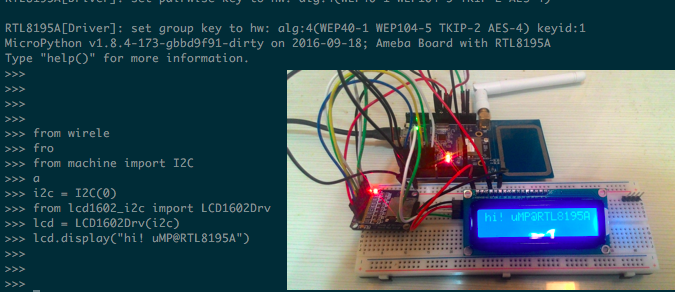 RTL8195A[Driver]: set pairwise key to hw: alg:4(WEP40-1 WEP104-5 TKIP-2 AES-4)
RTL8195A[Driver]: set group key to hw: alg:4(WEP40-1 WEP104-5 TKIP-2 AES-4) keyid:1
MicroPython v1.8.4-173-gbbd9f91-dirty on 2016-09-18; Ameba Board with RTL8195A
Type "help()" for more information.
>>>
>>>
>>>
>>>
>>> from wirele
>>> fro
>>> from machine import I2C
>>> a
>>> i2c = I2C(0)
>>> from lcd1602_i2c import LCD1602Drv
>>> lcd = LCD1602Drv(i2c)
>>> lcd.display("hi! uMP@RTL8195A")
>>>
>>>
>>>
hi! uMP@RTL8195A